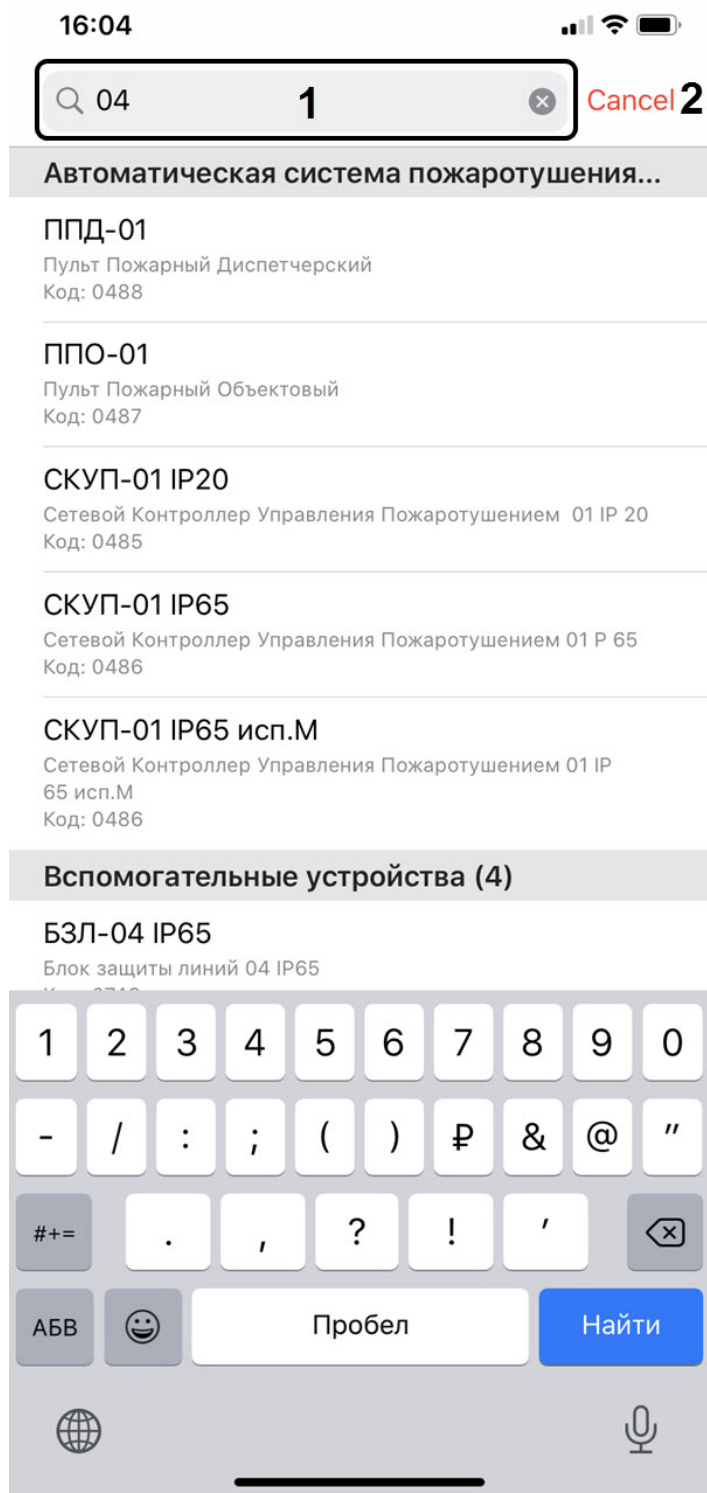 16:04
04 1 Cancel 2
Автоматическая система пожаротушения...
ППД-01
Пульт Пожарный Диспетчерский
Код: 0488
ППО-01
Пульт Пожарный Объектовый
Код: 0487
СКУП-01 IP20
Сетевой Контроллер Управления Пожаротушением 01 IP 20
Код: 0485
СКУП-01 IP65
Сетевой Контроллер Управления Пожаротушением 01 P 65
Код: 0486
СКУП-01 IP65 исп.М
Сетевой Контроллер Управления Пожаротушением 01 IP
65 исп.М
Код: 0486
Вспомогательные устройства (4)
БЗЛ-04 IP65
Блок защиты линий 04 IP65
1 2 3 4 5 6 7 8 9 0
- / : ; ( ) ₽ & @ "
#+= . , ? ! '
АБВ Пробел Найти